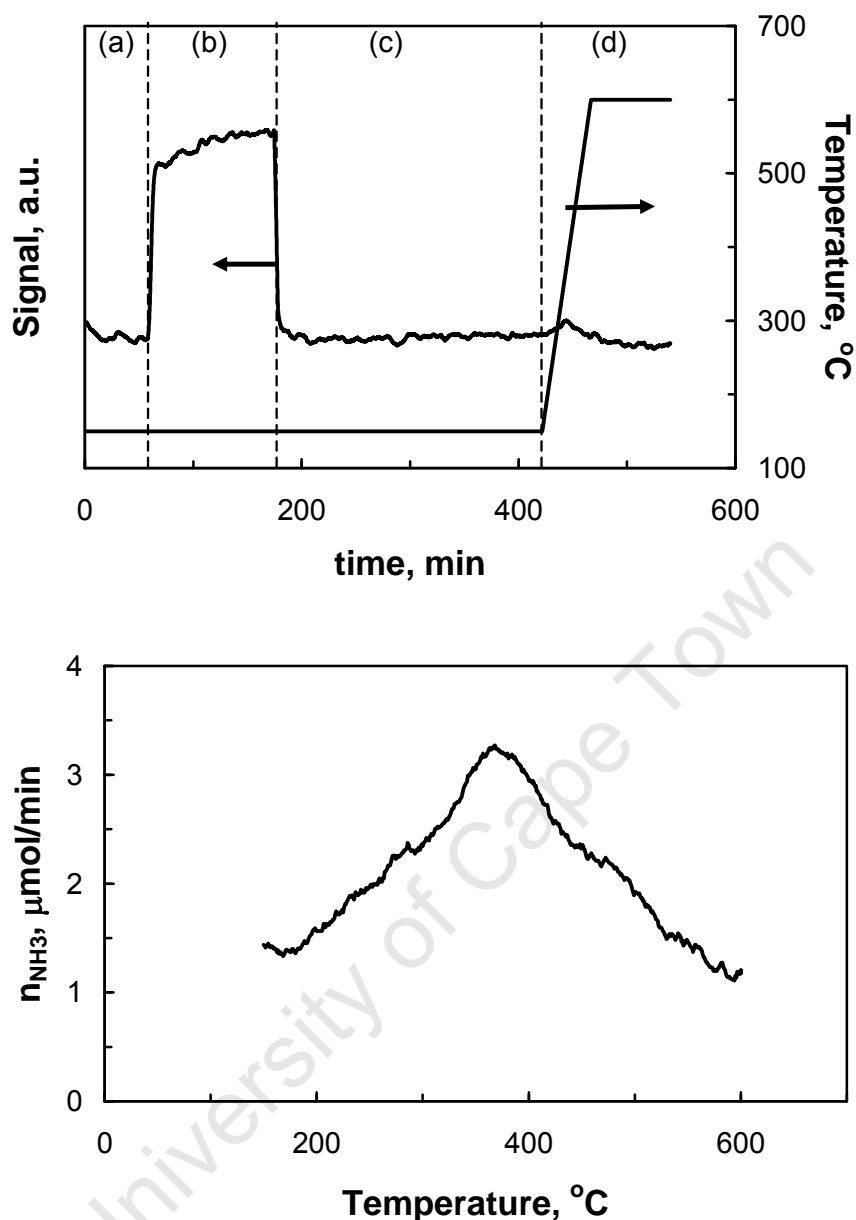 (a) (b) (c) (d)
700
500
300
100
Signal, a.u.
Temperature, °C
0 200 400 600
time, min
4
3
2
1
0
nNH3, μmol/min
0 200 400 600
Temperature, °C
University of Cape Town